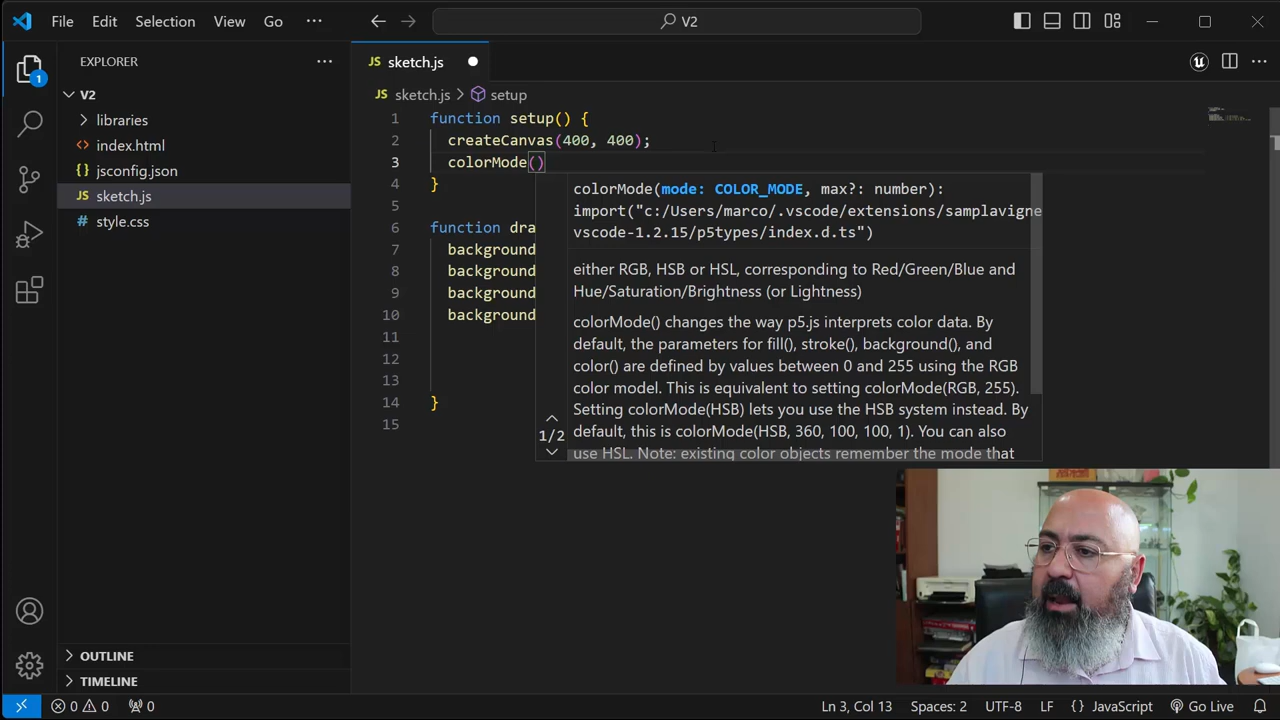 File Edit Selection View Go ···
V2
EXPLORER
1
V2
libraries
index.html
jsconfig.json
JS sketch.js
style.css
OUTLINE
TIMELINE
JS sketch.js
JS sketch.js > setup
1 function setup() {
2 createCanvas(400, 400);
3 colorMode()
4 }
5
6 function dra
7 background
8 background
9 background
10 background
11
12
13
14 }
15
colorMode(mode: COLOR_MODE, max?: number):
import("c:/Users/marco/.vscode/extensions/samplavigne
vscode-1.2.15/p5types/index.d.ts")
either RGB, HSB or HSL, corresponding to Red/Green/Blue and
Hue/Saturation/Brightness (or Lightness)
colorMode() changes the way p5.js interprets color data. By
default, the parameters for fill(), stroke(), background(), and
color() are defined by values between 0 and 255 using the RGB
color model. This is equivalent to setting colorMode(RGB, 255).
Setting colorMode(HSB) lets you use the HSB system instead. By
default, this is colorMode(HSB, 360, 100, 100, 1). You can also
use HSL. Note: existing color objects remember the mode that
1/2
0 0 0 Ln 3, Col 13 Spaces: 2 UTF-8 LF {} JavaScript Go Live